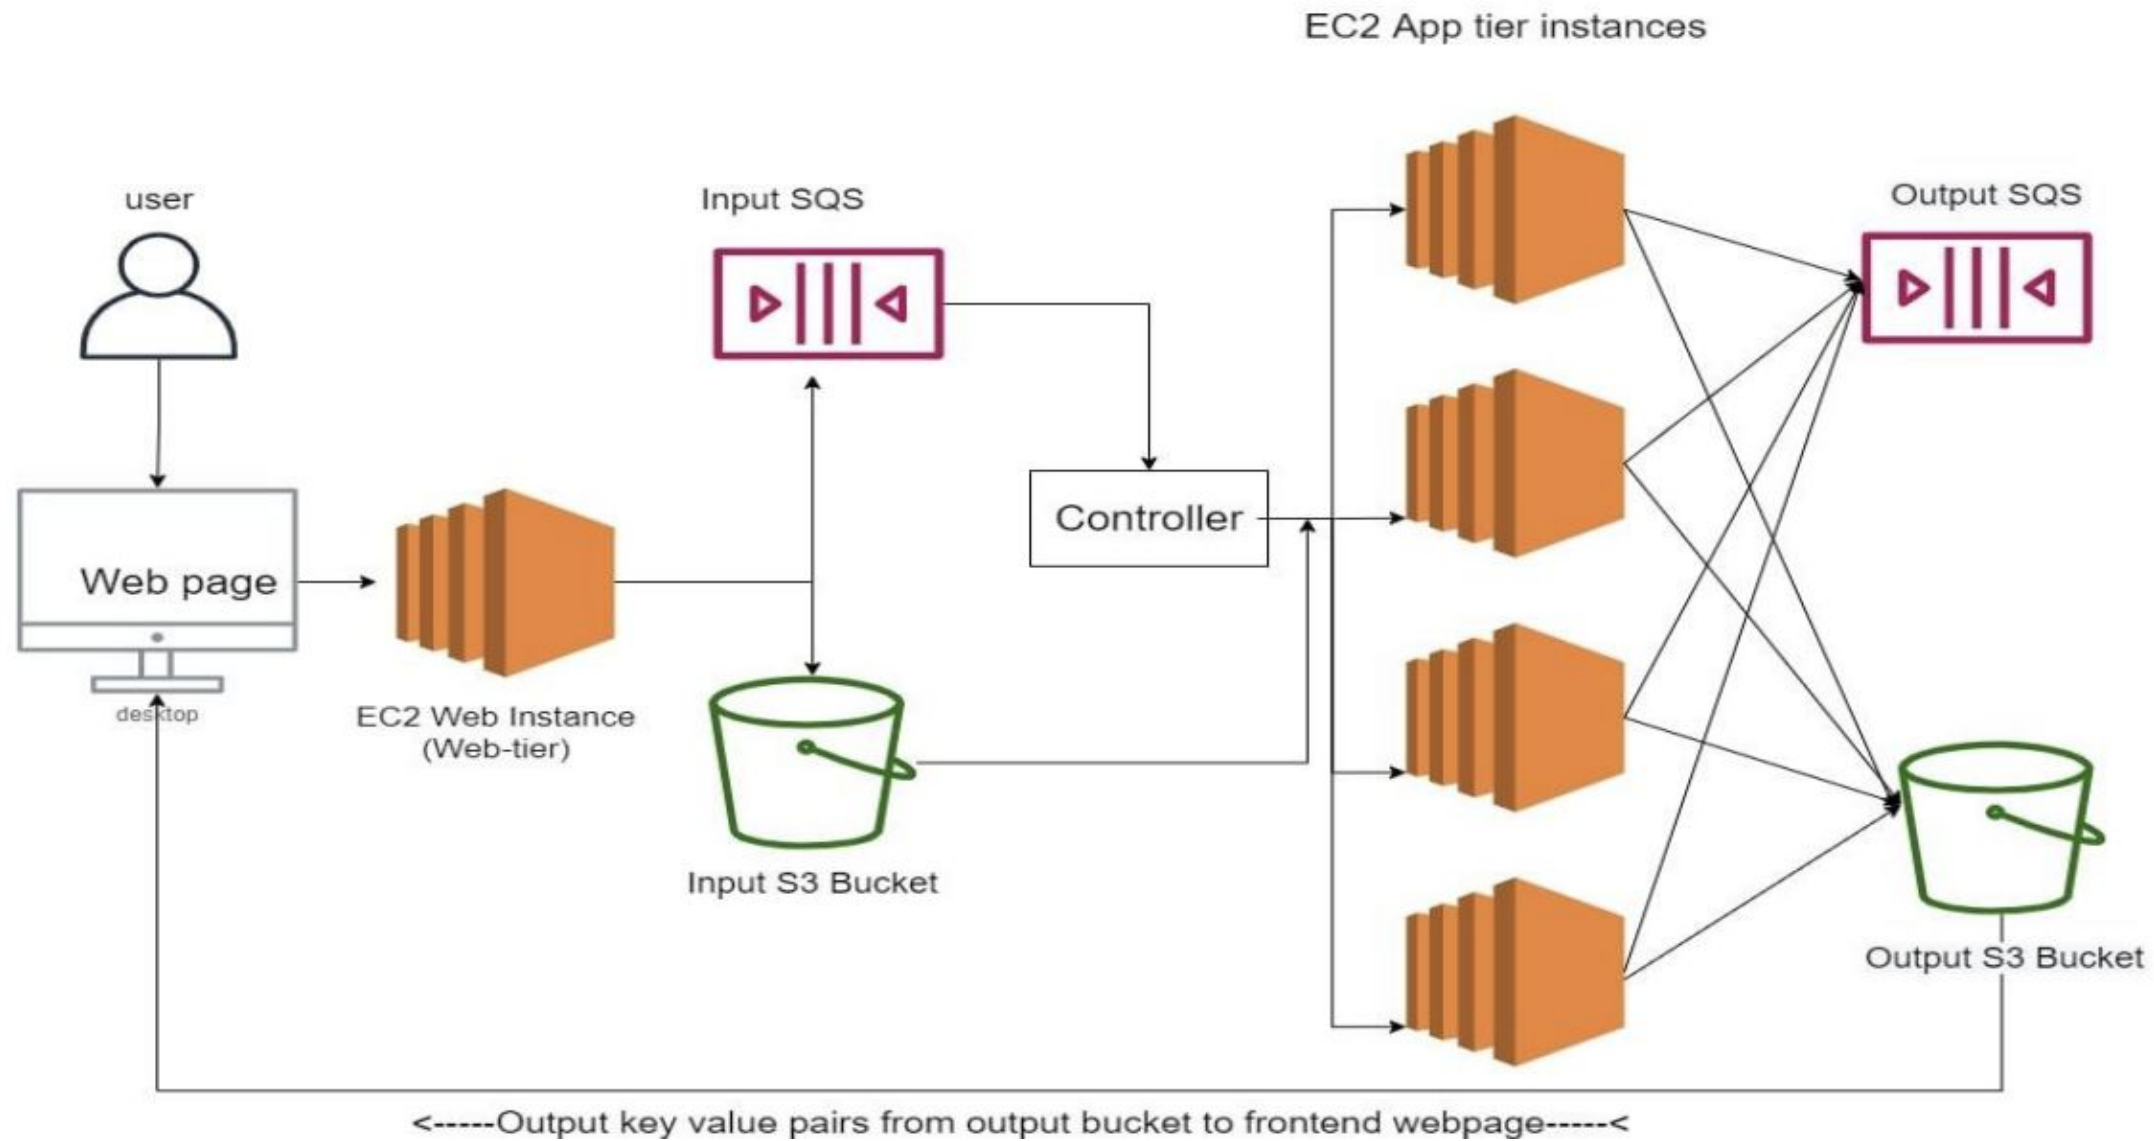 EC2 App tier instances
user
Input SQS
Output SQS
Controller
Web page
desktop
EC2 Web Instance
(Web-tier)
Input S3 Bucket
Output S3 Bucket
<-----Output key value pairs from output bucket to frontend webpage-----<